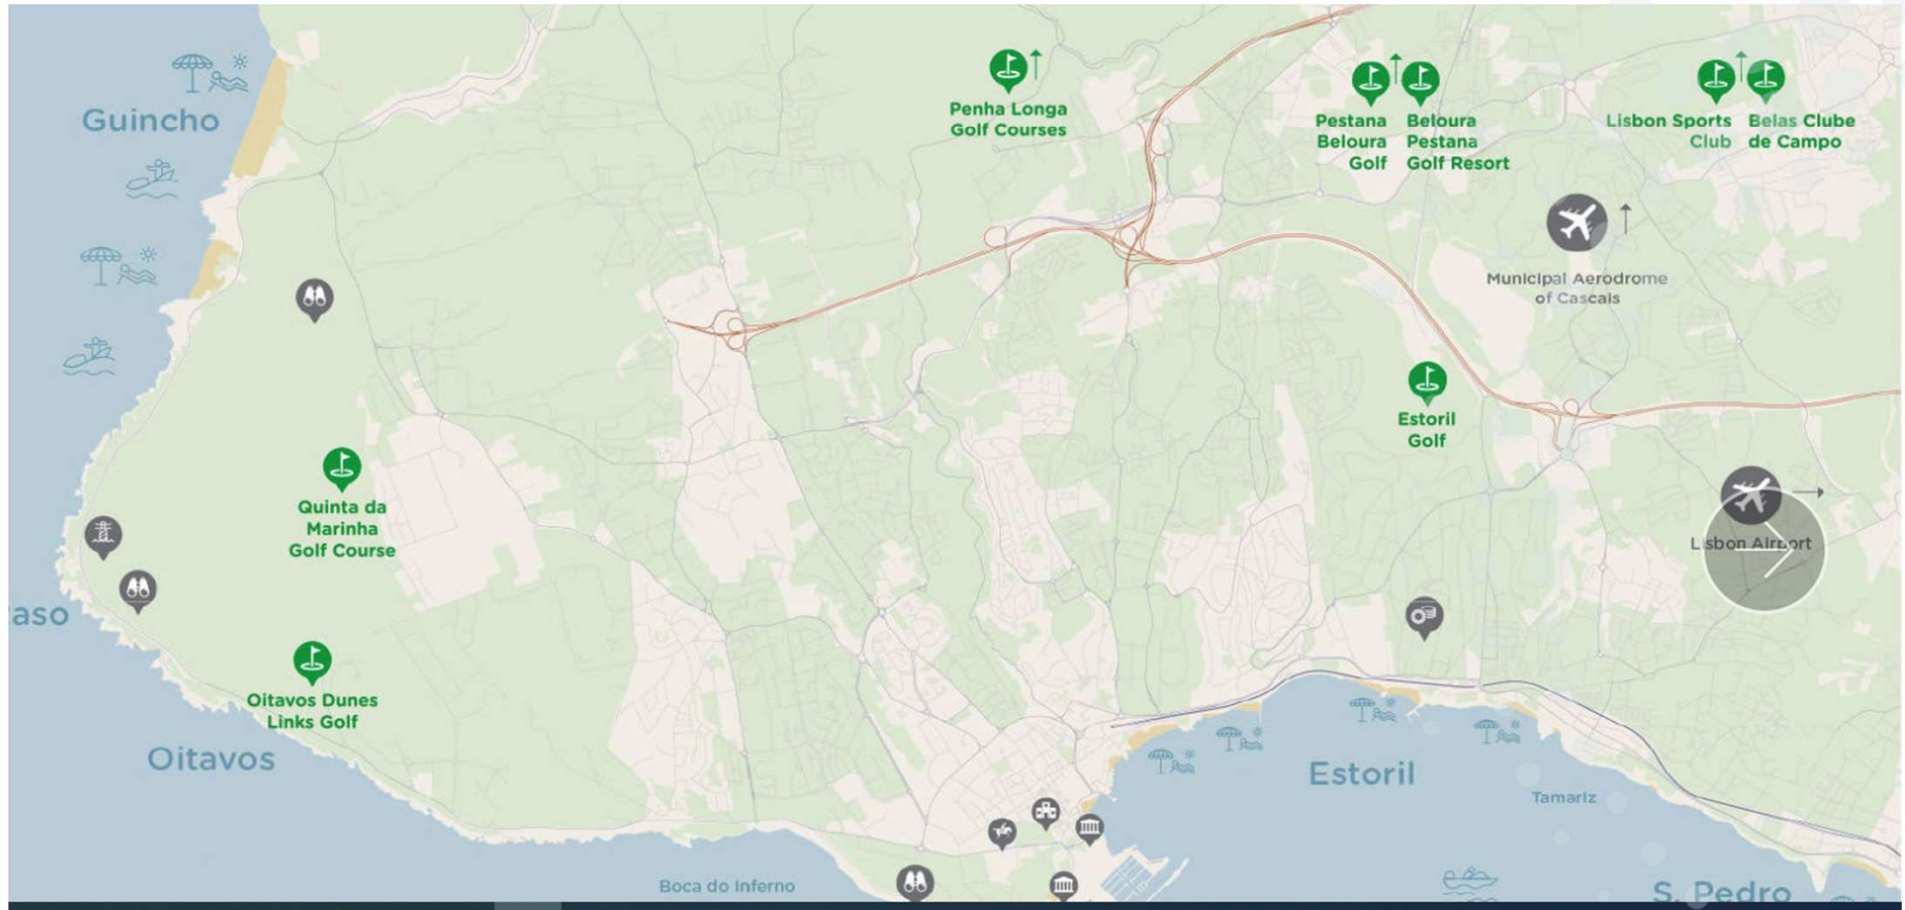 Guincho
Penha Longa
Golf Courses
Pestana
Beloura
Golf
Beloura
Pestana
Golf Resort
Lisbon Sports
Club
Belas Clube
de Campo
Municipal Aerodrome
of Cascais
Estoril
Golf
Quinta da
Marinha
Golf Course
Lisbon Airport
aso
Oitavos Dunes
Links Golf
Oitavos
Estoril
Tamariz
Boca do Inferno
S. Pedro